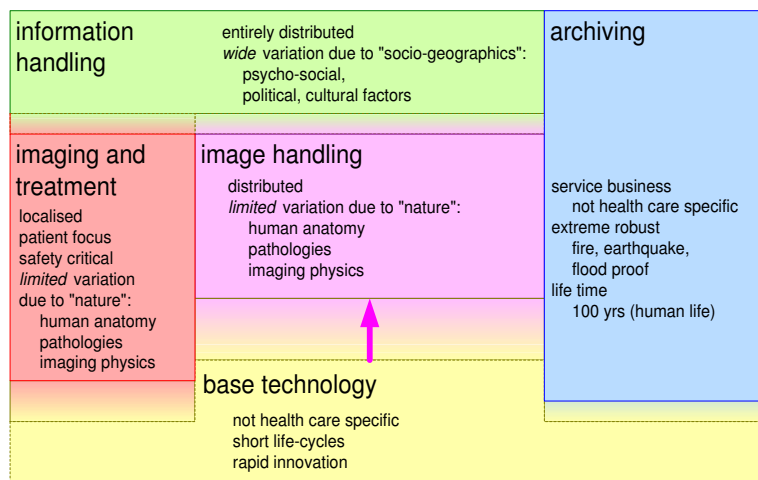 information
handling
entirely distributed
wide variation due to "socio-geographics":
psycho-social,
political, cultural factors
archiving
service business
not health care specific
extreme robust
fire, earthquake,
flood proof
life time
100 yrs (human life)
imaging and
treatment
localised
patient focus
safety critical
limited variation
due to "nature":
human anatomy
pathologies
imaging physics
image handling
distributed
limited variation due to "nature":
human anatomy
pathologies
imaging physics
base technology
not health care specific
short life-cycles
rapid innovation